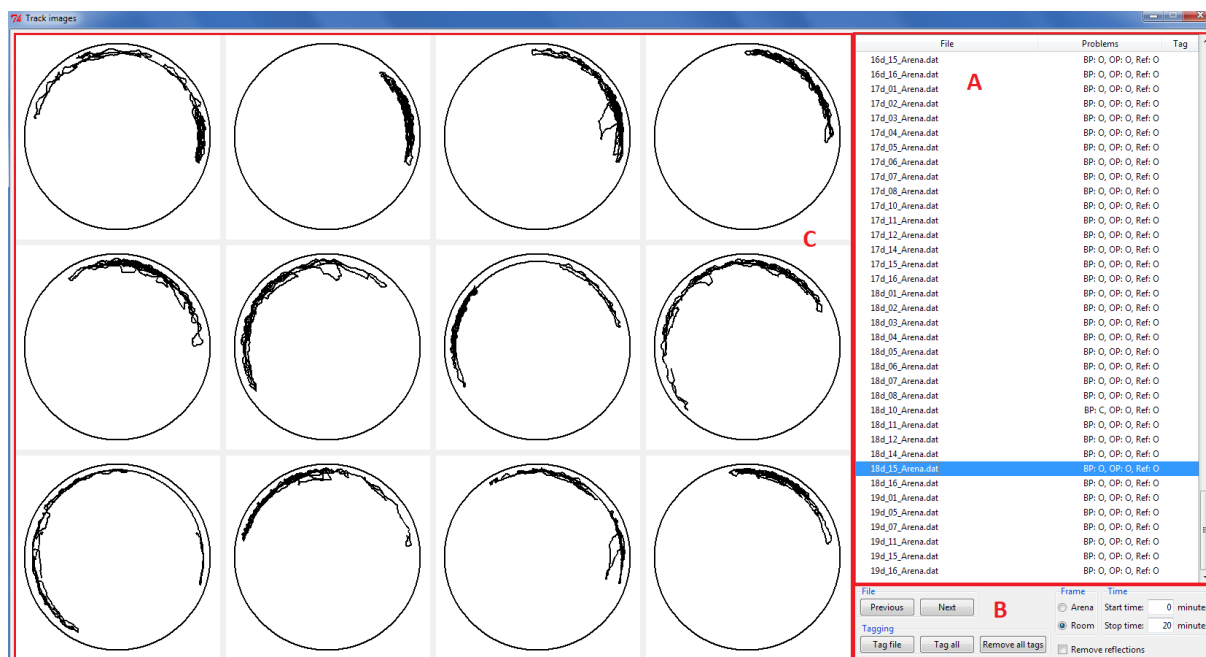 Track images
File Problems Tag
16d_15_Arena.dat BP: O, OP: O, Ref: O
16d_16_Arena.dat BP: O, OP: O, Ref: O
A
17d_01_Arena.dat BP: O, OP: O, Ref: O
17d_02_Arena.dat BP: O, OP: O, Ref: O
17d_03_Arena.dat BP: O, OP: O, Ref: O
17d_04_Arena.dat BP: O, OP: O, Ref: O
17d_05_Arena.dat BP: O, OP: O, Ref: O
17d_06_Arena.dat BP: O, OP: O, Ref: O
17d_07_Arena.dat BP: O, OP: O, Ref: O
17d_08_Arena.dat BP: O, OP: O, Ref: O
17d_10_Arena.dat BP: O, OP: O, Ref: O
17d_11_Arena.dat BP: O, OP: O, Ref: O
17d_12_Arena.dat BP: O, OP: O, Ref: O
C
17d_14_Arena.dat BP: O, OP: O, Ref: O
17d_15_Arena.dat BP: O, OP: O, Ref: O
17d_16_Arena.dat BP: O, OP: O, Ref: O
18d_01_Arena.dat BP: O, OP: O, Ref: O
18d_02_Arena.dat BP: O, OP: O, Ref: O
18d_03_Arena.dat BP: O, OP: O, Ref: O
18d_04_Arena.dat BP: O, OP: O, Ref: O
18d_05_Arena.dat BP: O, OP: O, Ref: O
18d_06_Arena.dat BP: O, OP: O, Ref: O
18d_07_Arena.dat BP: O, OP: O, Ref: O
18d_08_Arena.dat BP: O, OP: O, Ref: O
18d_10_Arena.dat BP: C, OP: O, Ref: O
18d_11_Arena.dat BP: O, OP: O, Ref: O
18d_12_Arena.dat BP: O, OP: O, Ref: O
18d_14_Arena.dat BP: O, OP: O, Ref: O
18d_15_Arena.dat BP: O, OP: O, Ref: O
18d_16_Arena.dat BP: O, OP: O, Ref: O
19d_01_Arena.dat BP: O, OP: O, Ref: O
19d_05_Arena.dat BP: O, OP: O, Ref: O
19d_07_Arena.dat BP: O, OP: O, Ref: O
19d_11_Arena.dat BP: O, OP: O, Ref: O
19d_15_Arena.dat BP: O, OP: O, Ref: O
19d_16_Arena.dat BP: O, OP: O, Ref: O
File Frame Time
Previous Next B Arena Start time: 0 minute
Tagging Room Stop time: 20 minute
Tag file Tag all Remove all tags Remove reflections